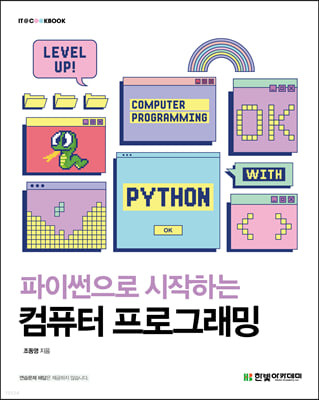 IT@COOKBOOK
LEVEL
UP!
COMPUTER
PROGRAMMING
OK
WITH
PYTHON
OK
파이썬으로 시작하는
컴퓨터 프로그래밍
조동영 지음
연습문제 해답은 제공하지 않습니다.
한빛아카데미